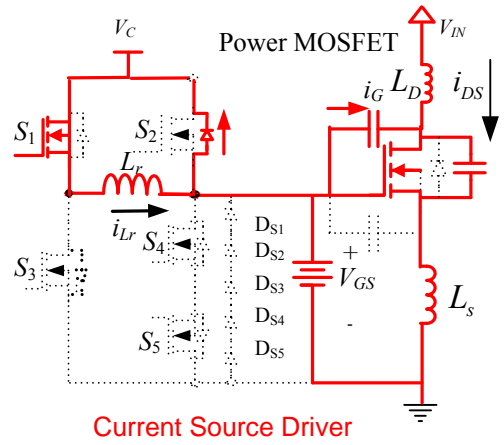 V_C
Power MOSFET
V_IN
L_D
i_G
i_DS
S_1
S_2
L_r
i_Lr
S_3
S_4
S_5
D_S1
D_S2
D_S3
D_S4
D_S5
+
V_GS
-
L_s
Current Source Driver